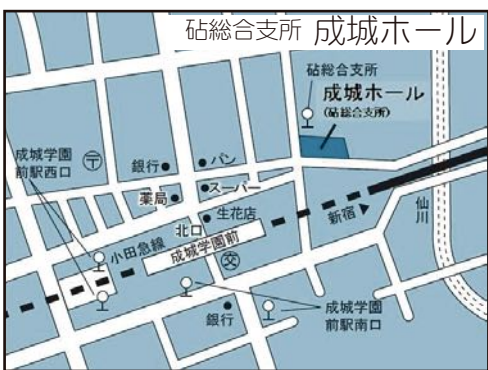 砧総合支所 成城ホール
砧総合支所
成城ホール
(砧総合支所)
成城学園
前駅西口
〒
銀行
パン
スーパー
薬局
生花店
北口
小田急線
成城学園前
新宿
仙川
交
銀行
成城学園
前駅南口